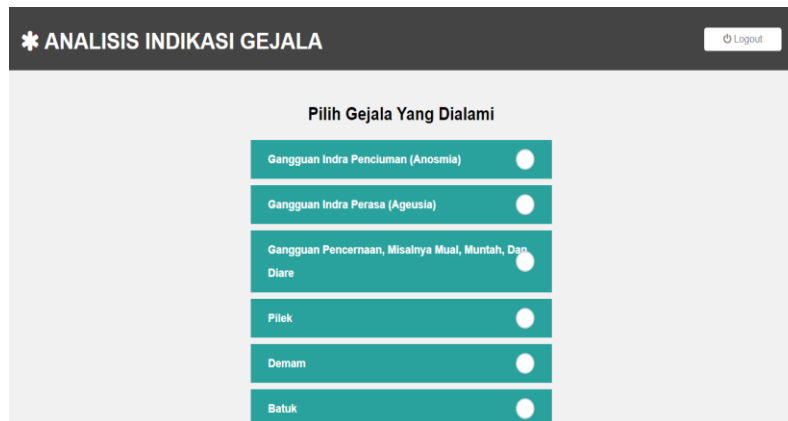 ✱ ANALISIS INDIKASI GEJALA
Logout
Pilih Gejala Yang Dialami
Gangguan Indra Penciuman (Anosmia)
Gangguan Indra Perasa (Ageusia)
Gangguan Pencernaan, Misalnya Mual, Muntah, Dan
Diare
Pilek
Demam
Batuk